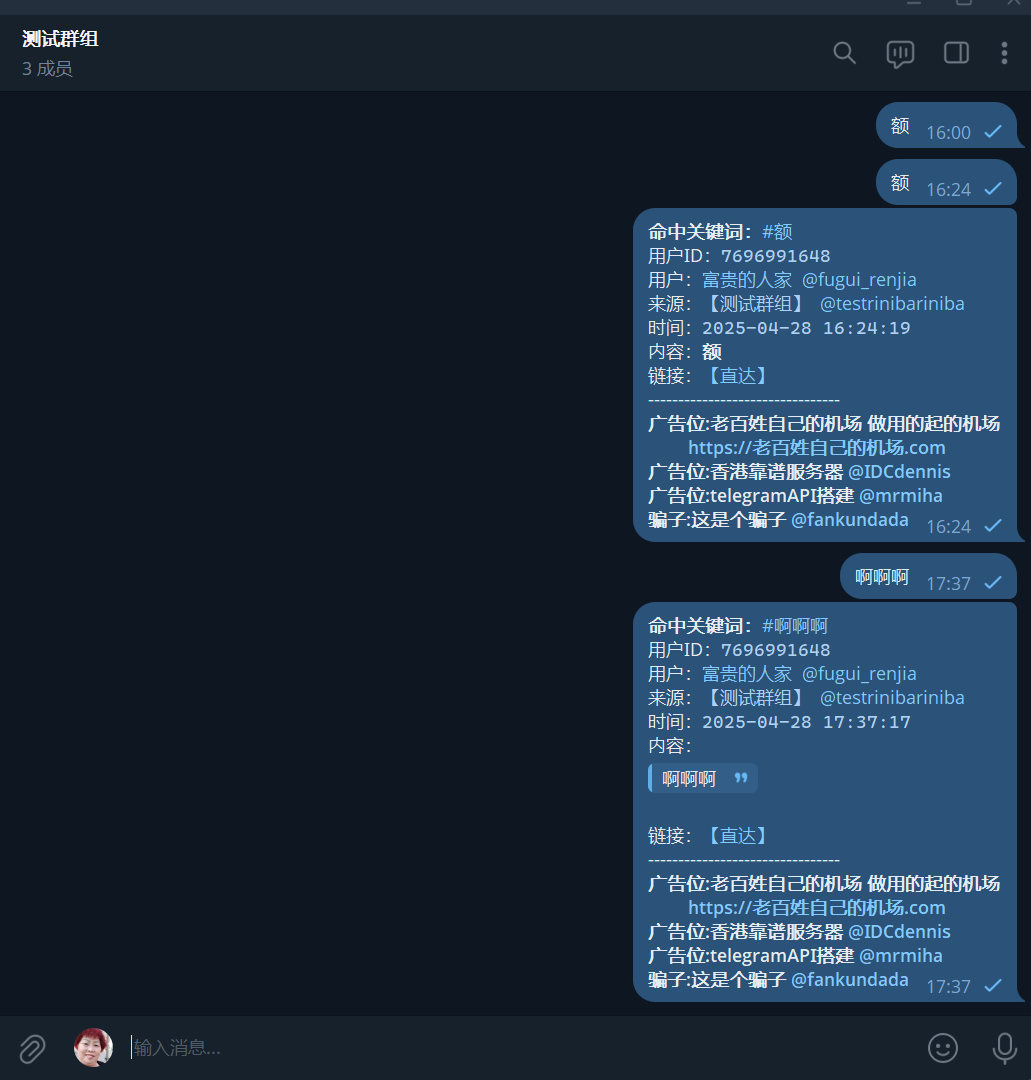 测试群组
3 成员
额 16:00
额 16:24
命中关键词：#额
用户ID：7696991648
用户：富贵的人家 @fugui_renjia
来源：【测试群组】 @testrinibariniba
时间：2025-04-28 16:24:19
内容：额
链接：【直达】
--------------------------------
广告位:老百姓自己的机场 做用的起的机场
https://老百姓自己的机场.com
广告位:香港靠谱服务器 @IDCdennis
广告位:telegramAPI搭建 @mrmiha
骗子:这是个骗子 @fankundada 16:24
啊啊啊 17:37
命中关键词：#啊啊啊
用户ID：7696991648
用户：富贵的人家 @fugui_renjia
来源：【测试群组】 @testrinibariniba
时间：2025-04-28 17:37:17
内容：
啊啊啊
链接：【直达】
--------------------------------
广告位:老百姓自己的机场 做用的起的机场
https://老百姓自己的机场.com
广告位:香港靠谱服务器 @IDCdennis
广告位:telegramAPI搭建 @mrmiha
骗子:这是个骗子 @fankundada 17:37
输入消息...